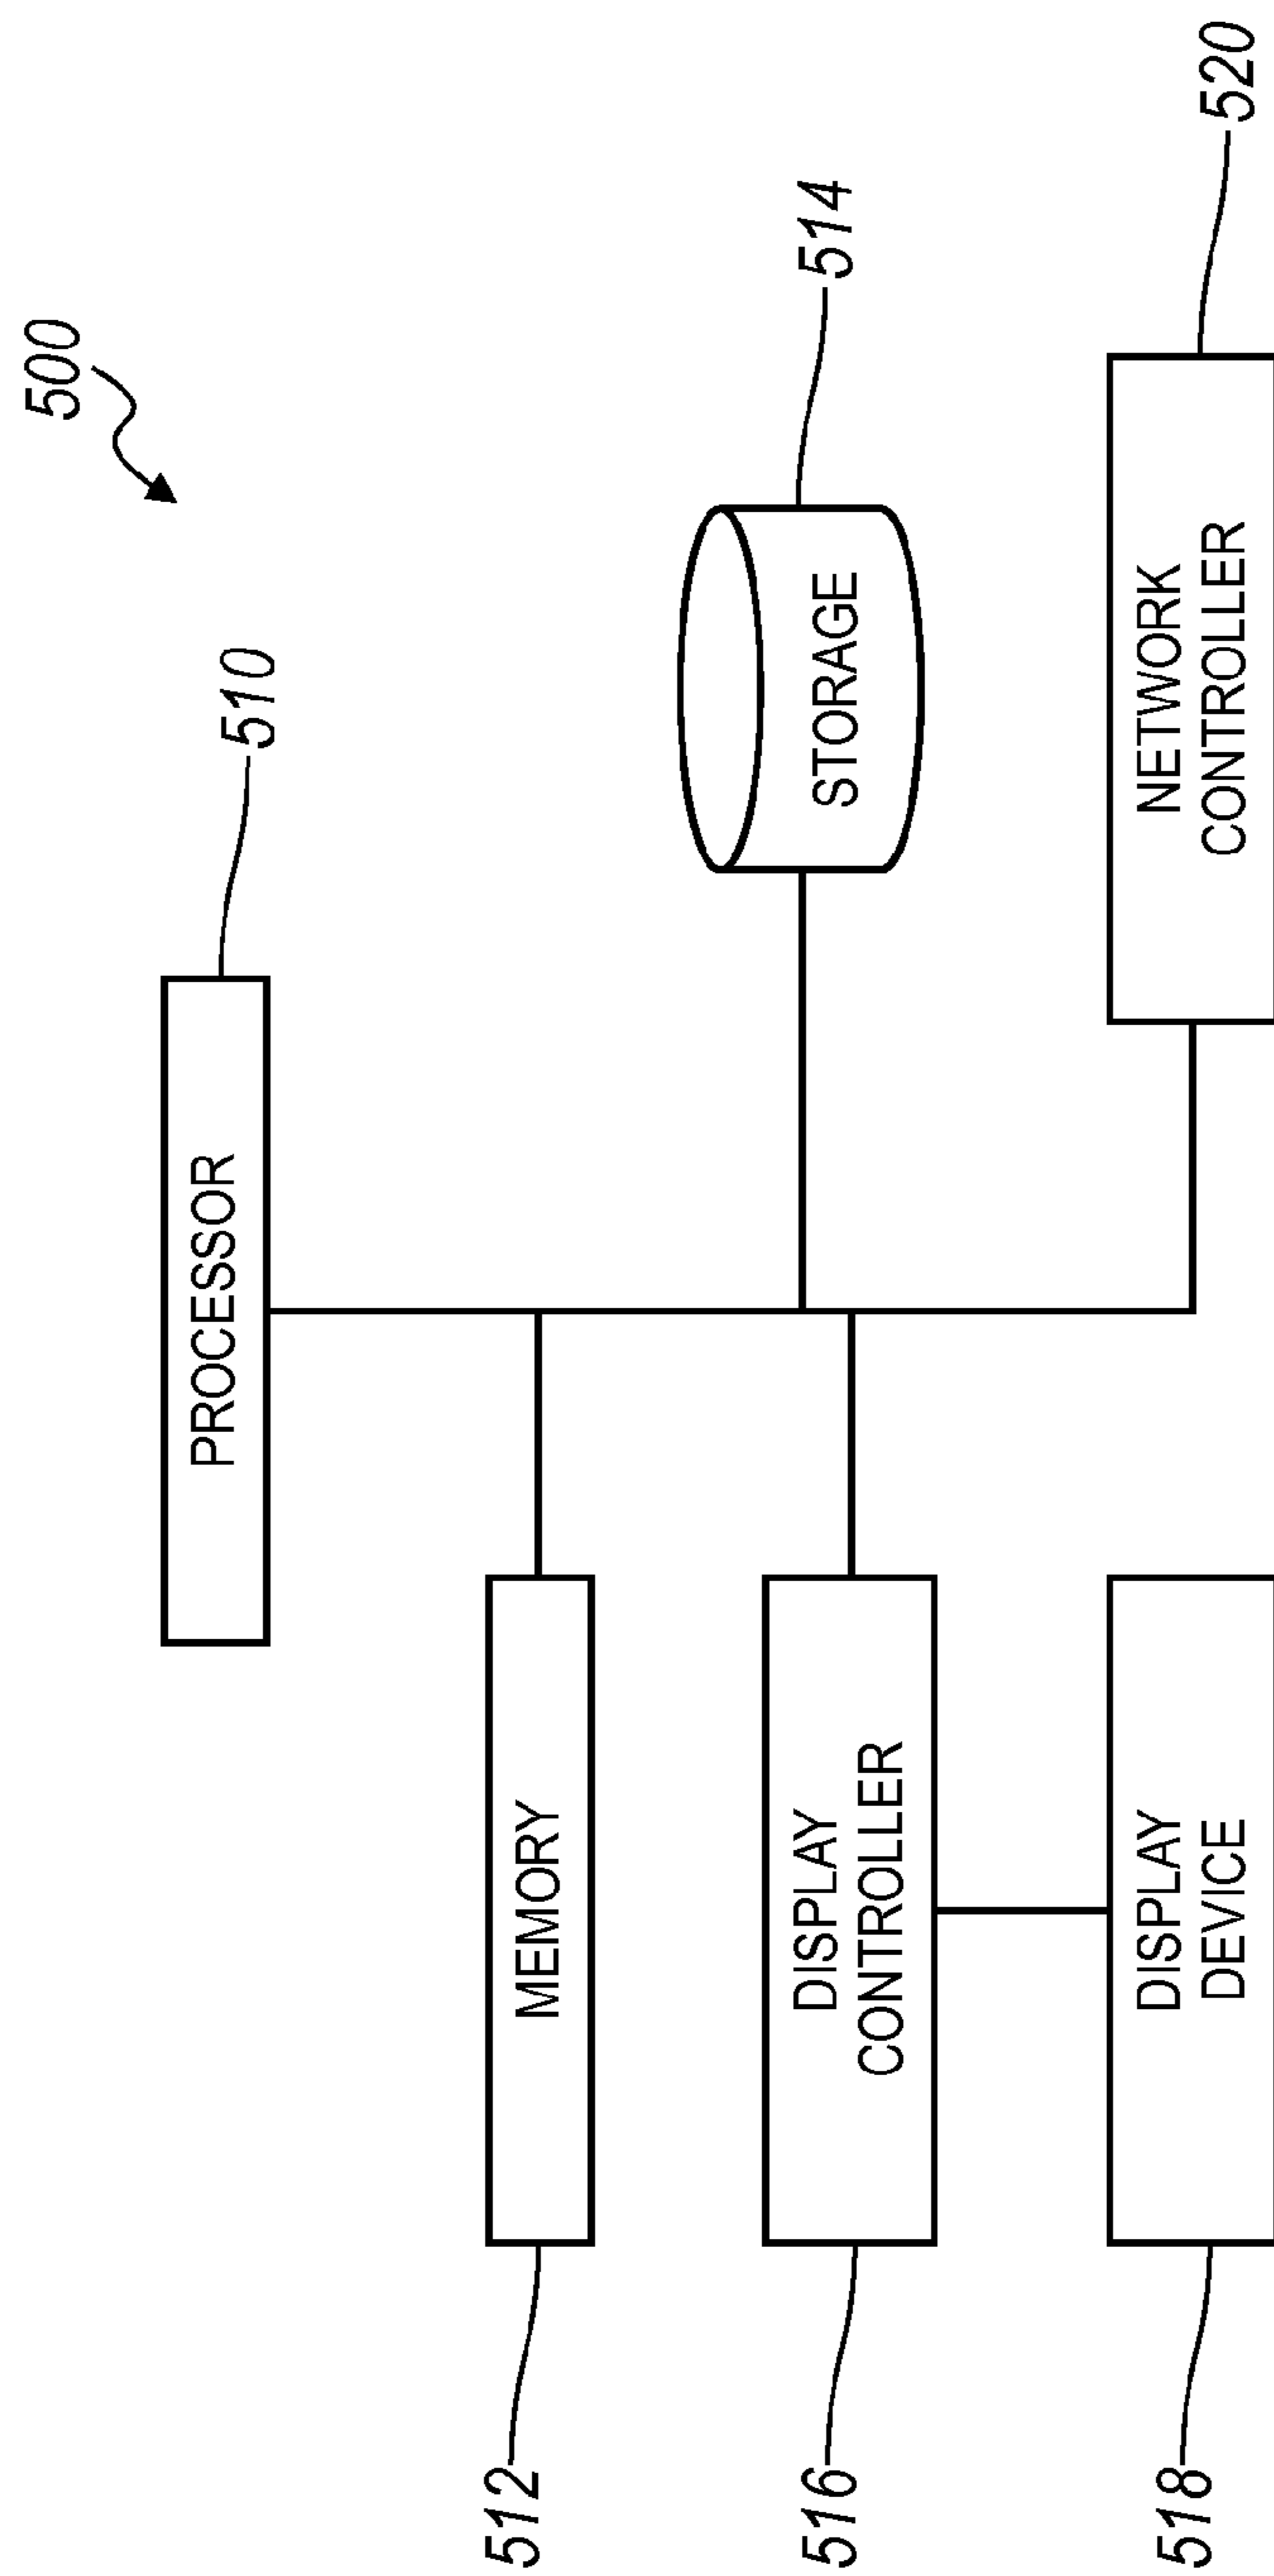 500
PROCESSOR
510
512
MEMORY
STORAGE
514
516
DISPLAY
CONTROLLER
518
DISPLAY
DEVICE
NETWORK
CONTROLLER
520